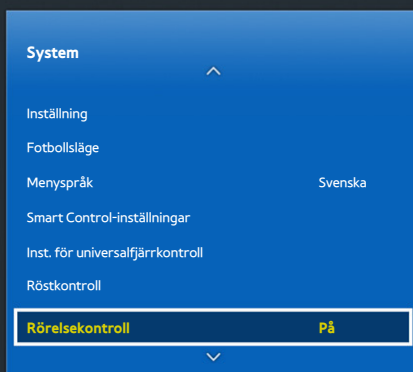 System
Inställning
Fotbollsläge
Menyspråk Svenska
Smart Control-inställningar
Inst. för universalfjärrkontroll
Röstkontroll
Rörelsekontroll På